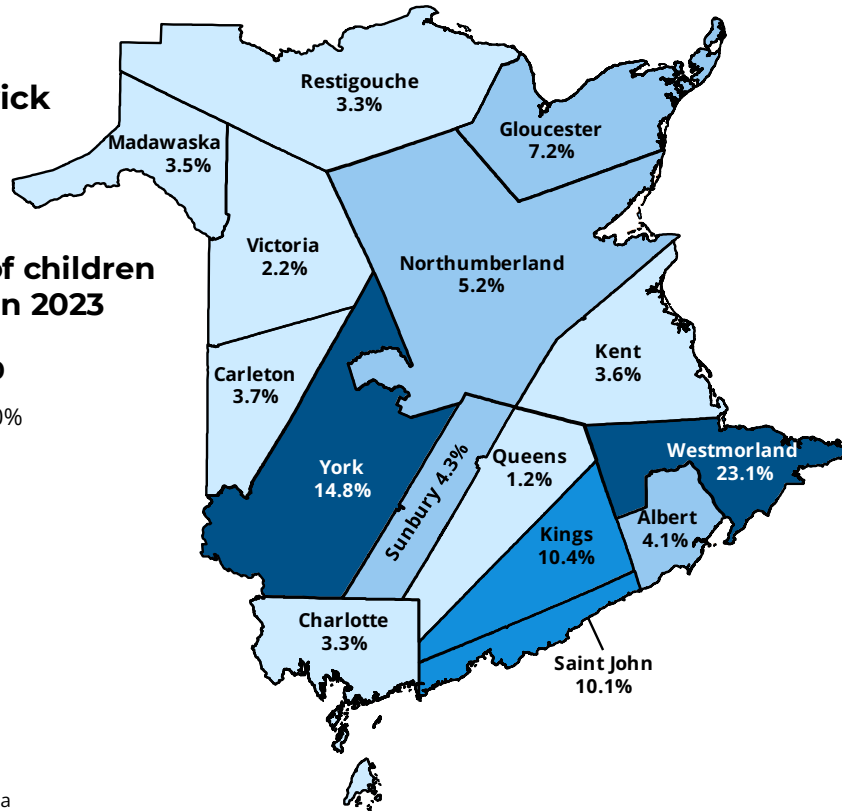 ick
of children
n 2023
Restigouche
3.3%
Gloucester
7.2%
Madawaska
3.5%
Victoria
2.2%
Northumberland
5.2%
Kent
3.6%
Carleton
3.7%
York
14.8%
Sunbury 4.3%
Queens
1.2%
Westmorland
23.1%
Albert
4.1%
Kings
10.4%
Charlotte
3.3%
Saint John
10.1%
a